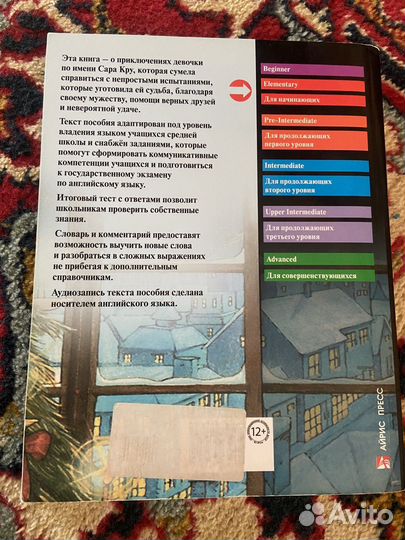 Эта книга — о приключениях девочки
по имени Сара Кру, которая сумела
справиться с непростыми испытаниями,
которые уготовила ей судьба, благодаря
своему мужеству, помощи верных друзей
и невероятной удаче.
Текст пособия адаптирован под уровень
владения языком учащихся средней
школы и снабжён заданиями, которые
помогут сформировать коммуникативные
компетенции учащихся и подготовиться
к государственному экзамену
по английскому языку.
Итоговый тест с ответами позволит
школьникам проверить собственные
знания.
Словарь и комментарий предоставят
возможность выучить новые слова
и разобраться в сложных выражениях
не прибегая к дополнительным
справочникам.
Аудиозапись текста пособия сделана
носителем английского языка.
Beginner
Elementary
Для начинающих
Pre-Intermediate
Для продолжающих
первого уровня
Intermediate
Для продолжающих
второго уровня
Upper Intermediate
Для продолжающих
третьего уровня
Advanced
Для совершенствующихся
12+
АЙРИС ПРЕСС
Avito